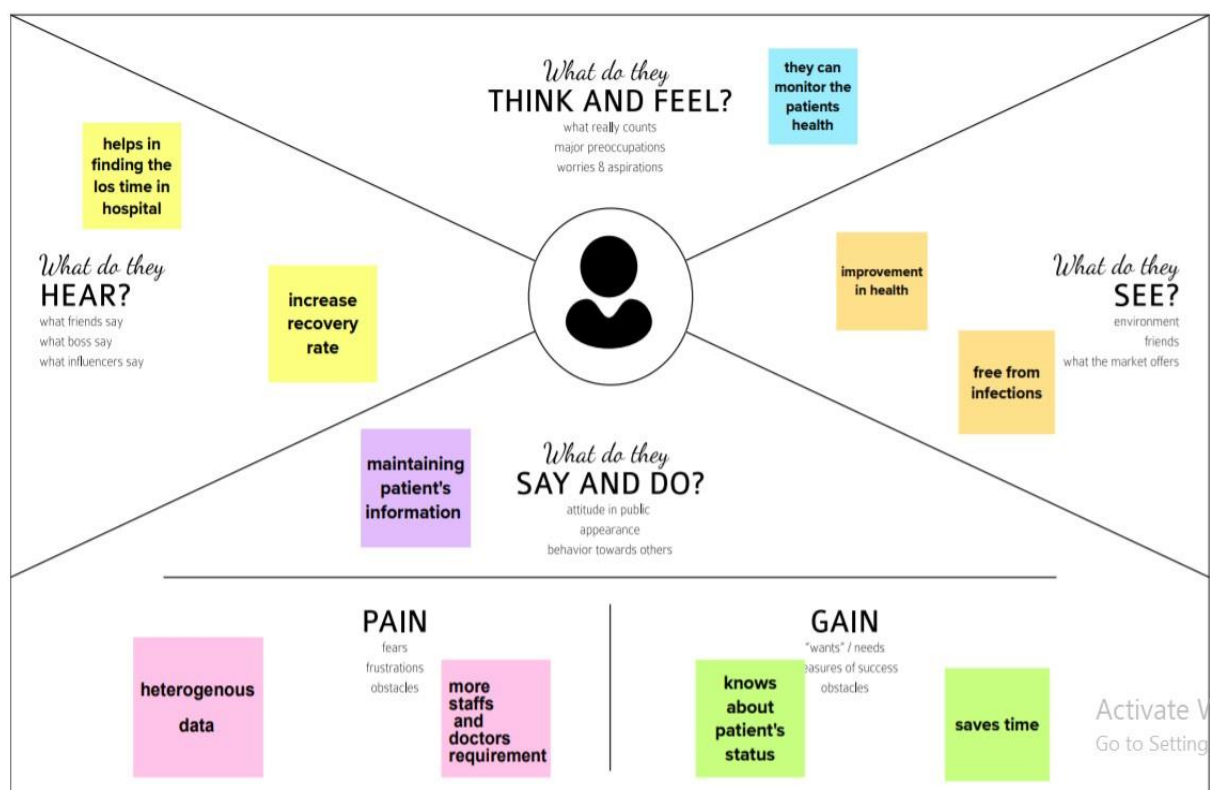 What do they
THINK AND FEEL?
what really counts
major preoccupations
worries & aspirations
they can
monitor the
patients
health
helps in
finding the
los time in
hospital
What do they
HEAR?
what friends say
what boss say
what influencers say
increase
recovery
rate
improvement
in health
What do they
SEE?
environment
friends
what the market offers
free from
infections
maintaining
patient's
information
What do they
SAY AND DO?
attitude in public
appearance
behavior towards others
PAIN
fears
frustrations
obstacles
heterogenous
data
more
staffs
and
doctors
requirement
GAIN
"wants" / needs
easures of success
obstacles
knows
about
patient's
status
saves time
Activate
Go to Setting